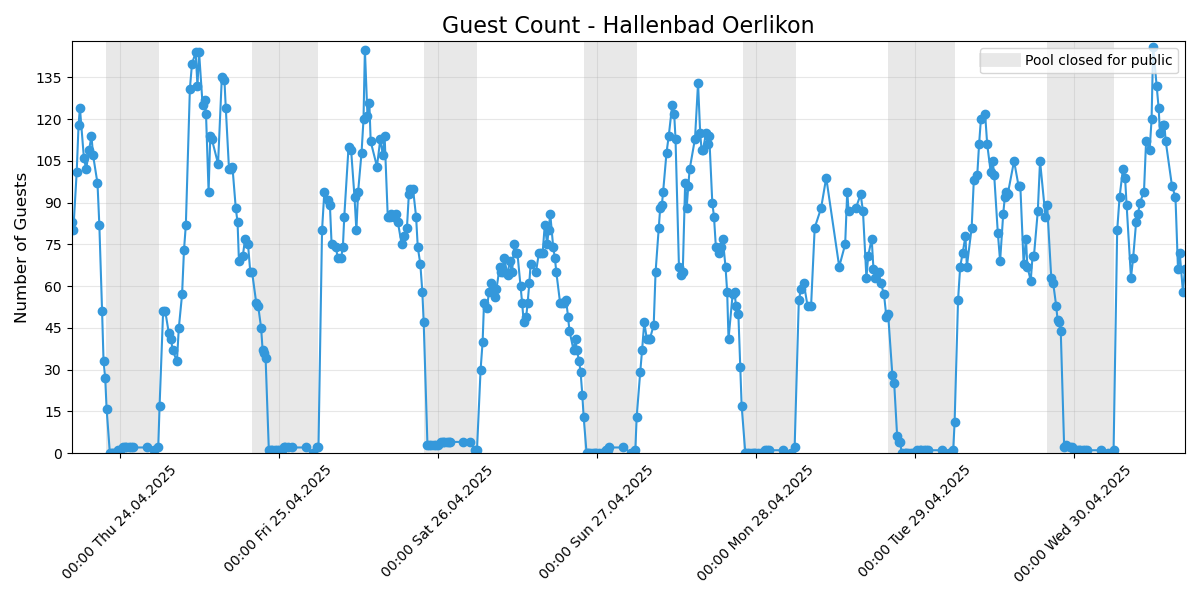 Guest Count - Hallenbad Oerlikon
Pool closed for public
Number of Guests
135
120
105
90
75
60
45
30
15
0
00:00 Thu 24.04.2025
00:00 Fri 25.04.2025
00:00 Sat 26.04.2025
00:00 Sun 27.04.2025
00:00 Mon 28.04.2025
00:00 Tue 29.04.2025
00:00 Wed 30.04.2025